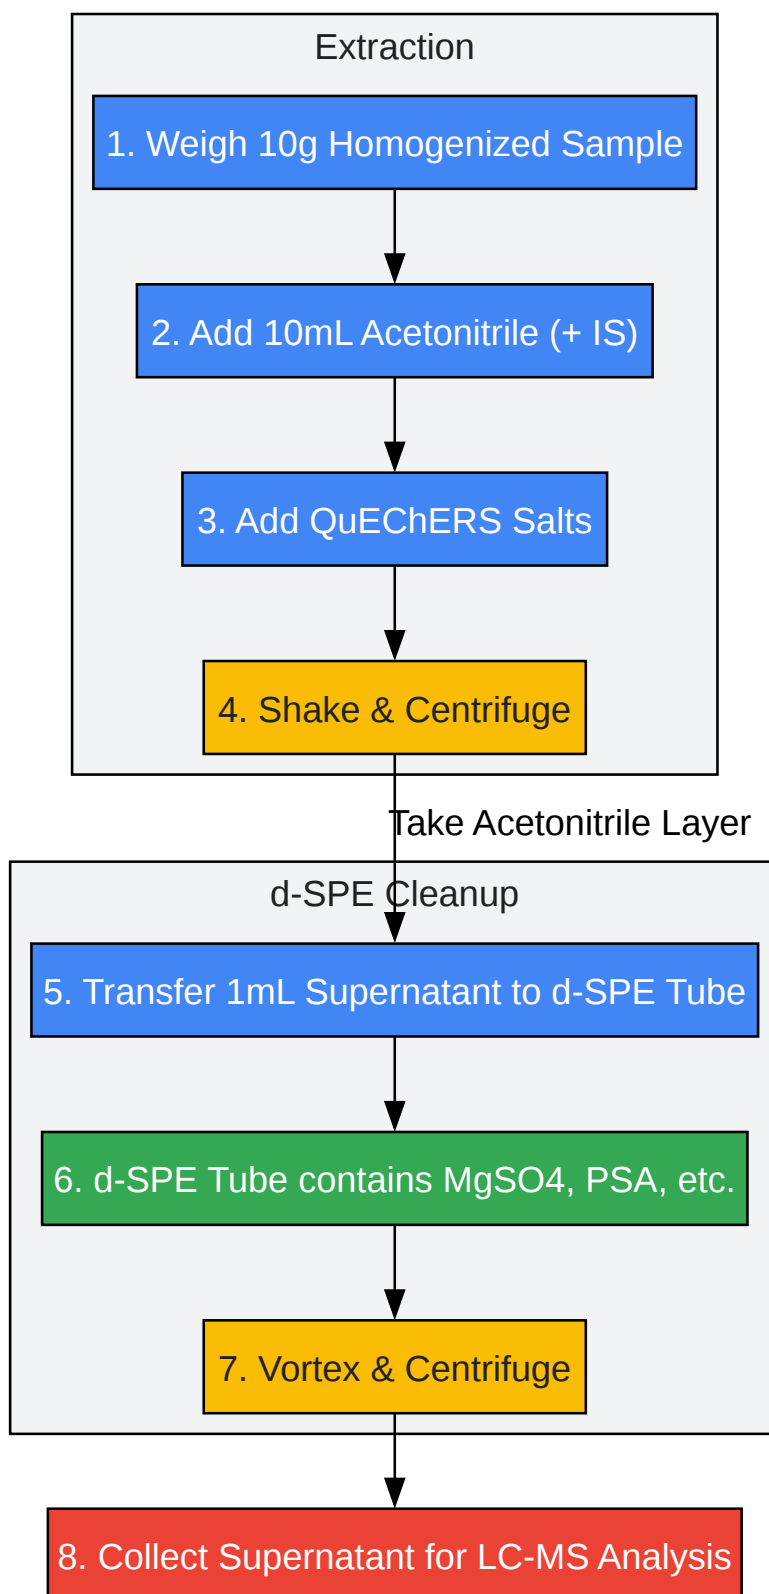 Extraction
1. Weigh 10g Homogenized Sample
2. Add 10mL Acetonitrile (+ IS)
3. Add QuEChERS Salts
4. Shake & Centrifuge
Take Acetonitrile Layer
d-SPE Cleanup
5. Transfer 1mL Supernatant to d-SPE Tube
6. d-SPE Tube contains MgSO4, PSA, etc.
7. Vortex & Centrifuge
8. Collect Supernatant for LC-MS Analysis